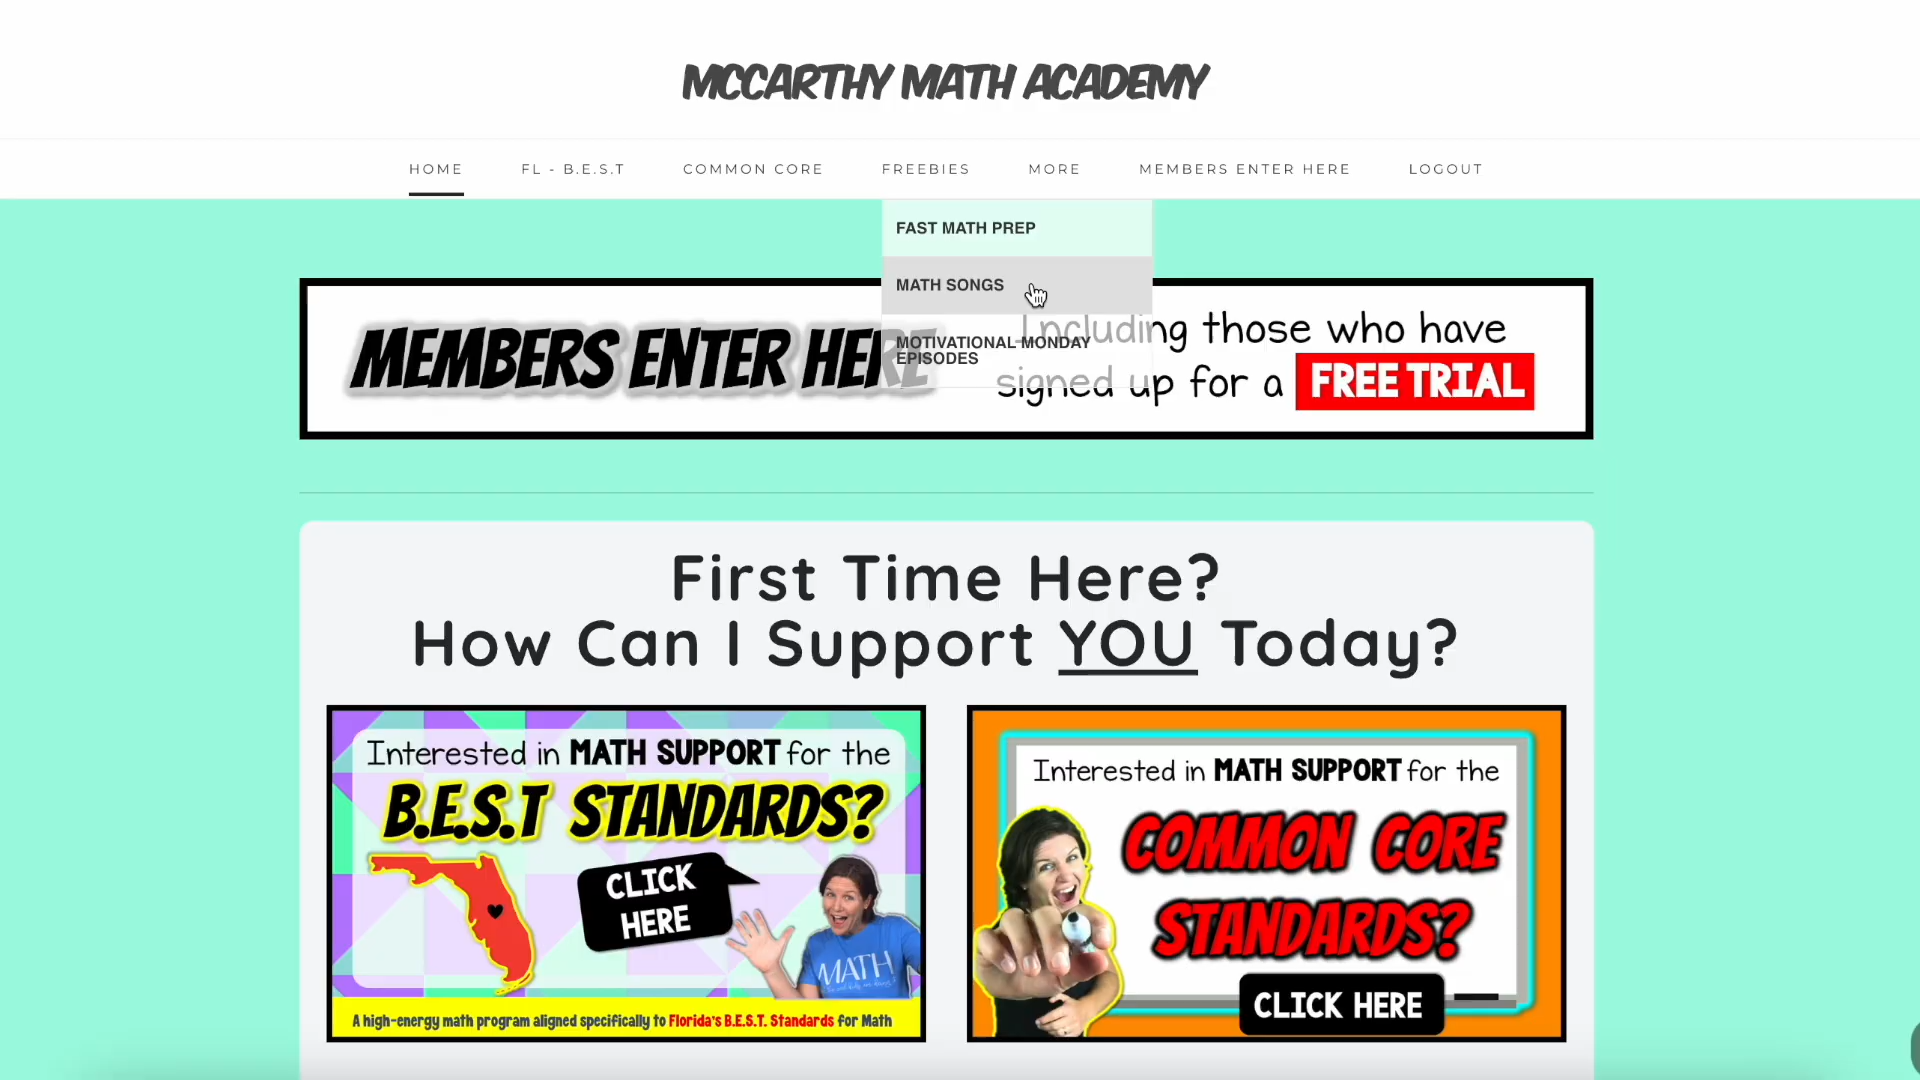 MCCARTHY MATH ACADEMY
HOME FL - B.E.S.T COMMON CORE FREEBIES MORE MEMBERS ENTER HERE LOGOUT
FAST MATH PREP
MATH SONGS
MOTIVATIONAL MONDAY
EPISODES
MEMBERS ENTER HERE
Including those who have
signed up for a FREE TRIAL
First Time Here?
How Can I Support YOU Today?
Interested in MATH SUPPORT for the
B.E.S.T STANDARDS?
CLICK
HERE
MATH
A high-energy math program aligned specifically to Florida's B.E.S.T. Standards for Math
Interested in MATH SUPPORT for the
COMMON CORE
STANDARDS?
CLICK HERE